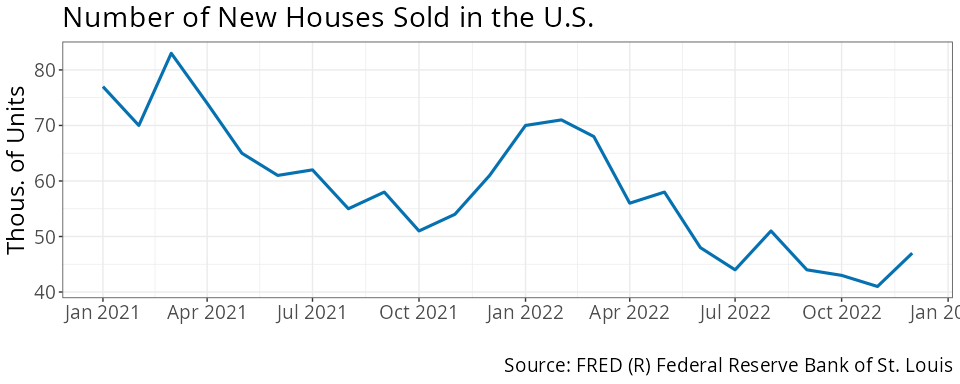 Number of New Houses Sold in the U.S.
Thous. of Units
80
70
60
50
40
Jan 2021 Apr 2021 Jul 2021 Oct 2021 Jan 2022 Apr 2022 Jul 2022 Oct 2022 Jan 20
Source: FRED (R) Federal Reserve Bank of St. Louis